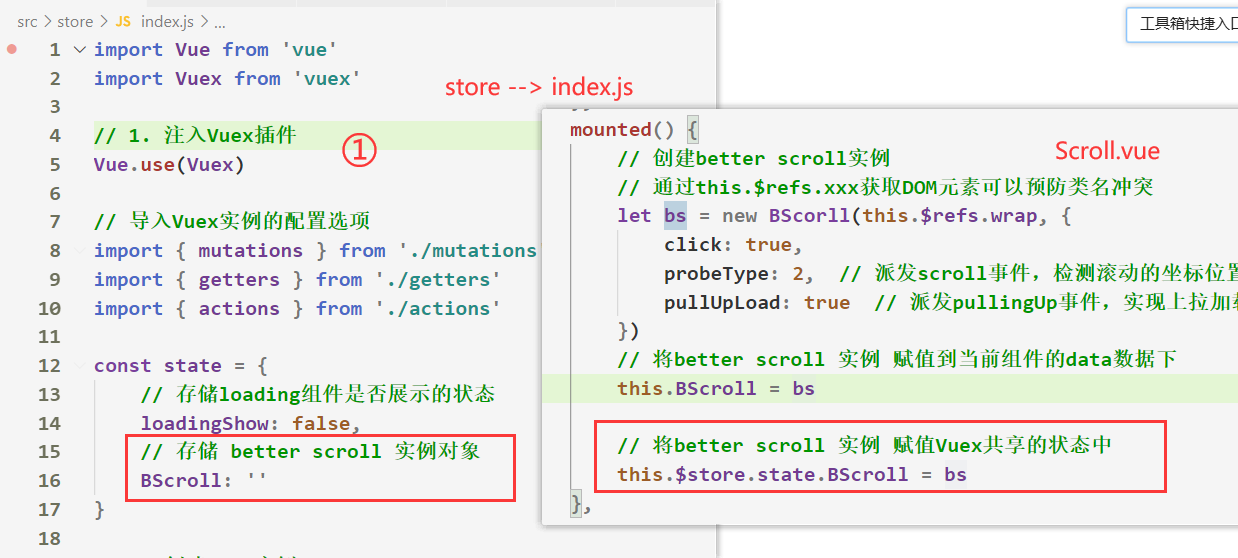 src > store > JS index.js > ...
工具箱快捷入口
1 import Vue from 'vue'
2 import Vuex from 'vuex'
3
store --> index.js
4 // 1. 注入Vuex插件
①
5 Vue.use(Vuex)
6
7 // 导入Vuex实例的配置选项
8 import { mutations } from './mutations
9 import { getters } from './getters'
10 import { actions } from './actions'
11
12 const state = {
13 // 存储loading组件是否展示的状态
14 loadingShow: false,
15 // 存储 better scroll 实例对象
16 BScroll: ''
17 }
18
mounted() {
Scroll.vue
// 创建better scroll实例
// 通过this.$refs.xxx获取DOM元素可以预防类名冲突
let bs = new BScorll(this.$refs.wrap, {
click: true,
probeType: 2, // 派发scroll事件，检测滚动的坐标位置
pullUpLoad: true // 派发pullingUp事件，实现上拉加载
})
// 将better scroll 实例 赋值到当前组件的data数据下
this.BScroll = bs
// 将better scroll 实例 赋值Vuex共享的状态中
this.$store.state.BScroll = bs
},